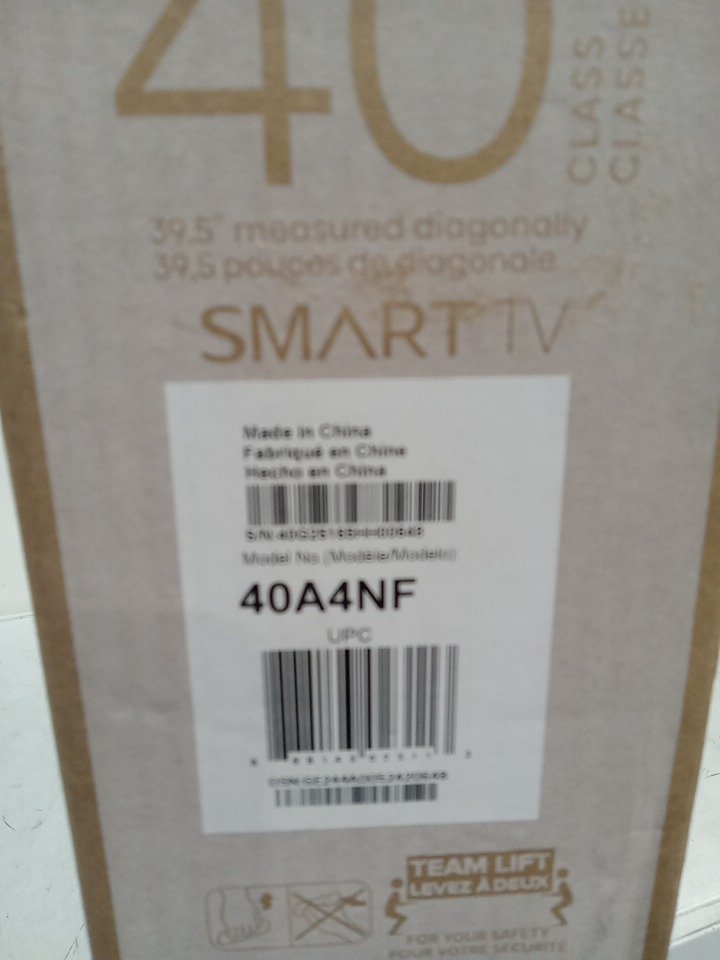 40
CLASS
CLASSE
39.5" measured diagonally
39,5 pouces de diagonale
SMART TV
Made in China
Fabriqué en Chine
Hecho en China
S/N
Model No (Modèle/Modelo)
40A4NF
UPC
TEAM LIFT
LEVEZ À DEUX
FOR YOUR SAFETY
POUR VOTRE SÉCURITÉ